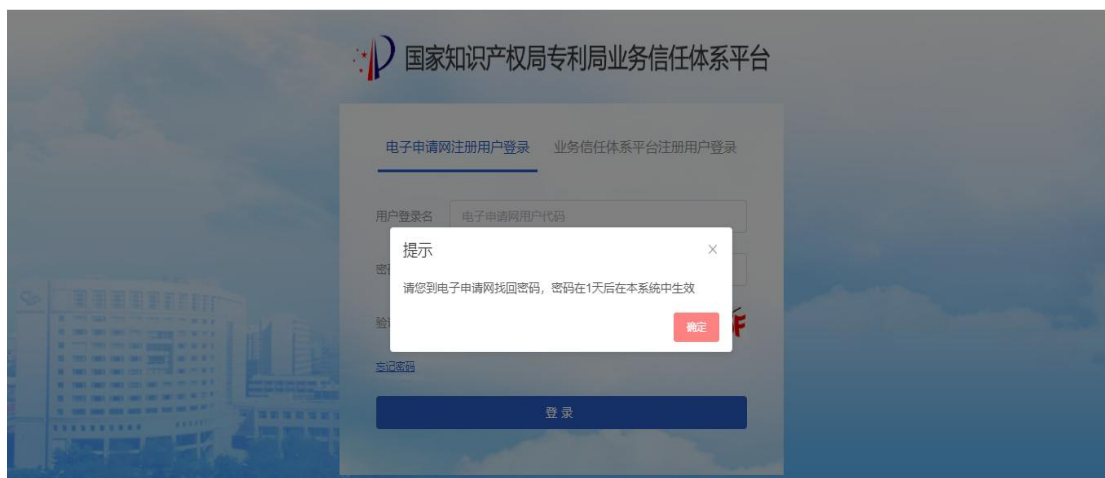 国家知识产权局专利局业务信任体系平台
电子申请网注册用户登录 业务信任体系平台注册用户登录
用户登录名 电子申请网用户代码
提示
密
请您到电子申请网找回密码，密码在1天后在本系统中生效
验
确定
忘记密码
登 录